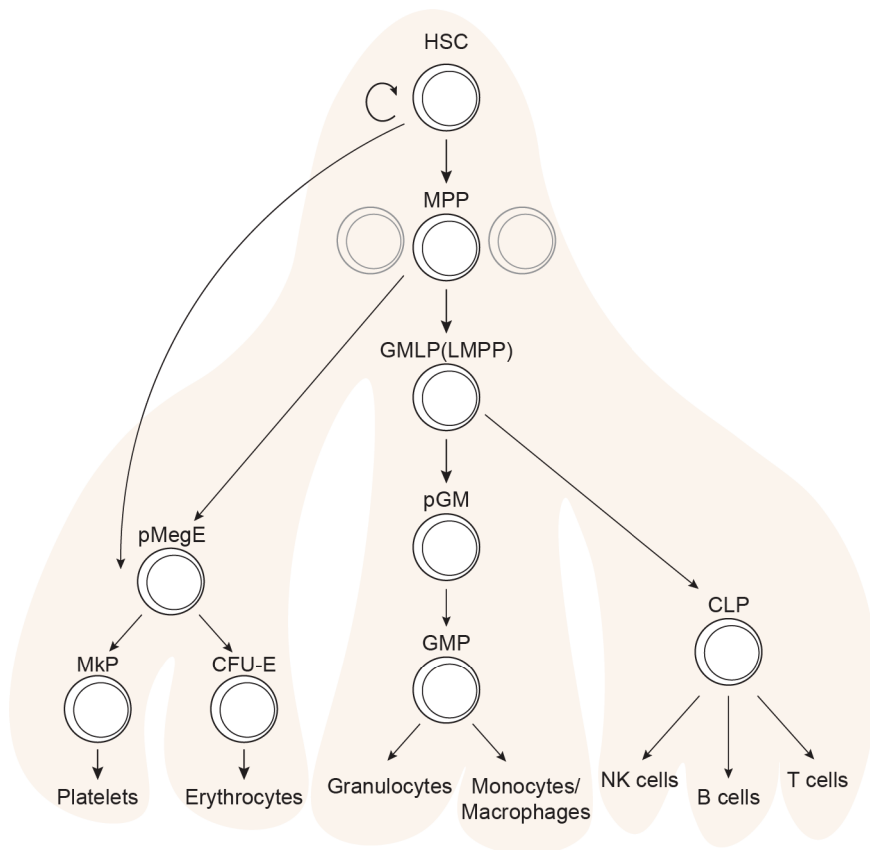 HSC
MPP
GMLP(LMPP)
pGM
pMegE
CLP
GMP
MkP
CFU-E
Platelets
Erythrocytes
Granulocytes
Monocytes/
Macrophages
NK cells
B cells
T cells